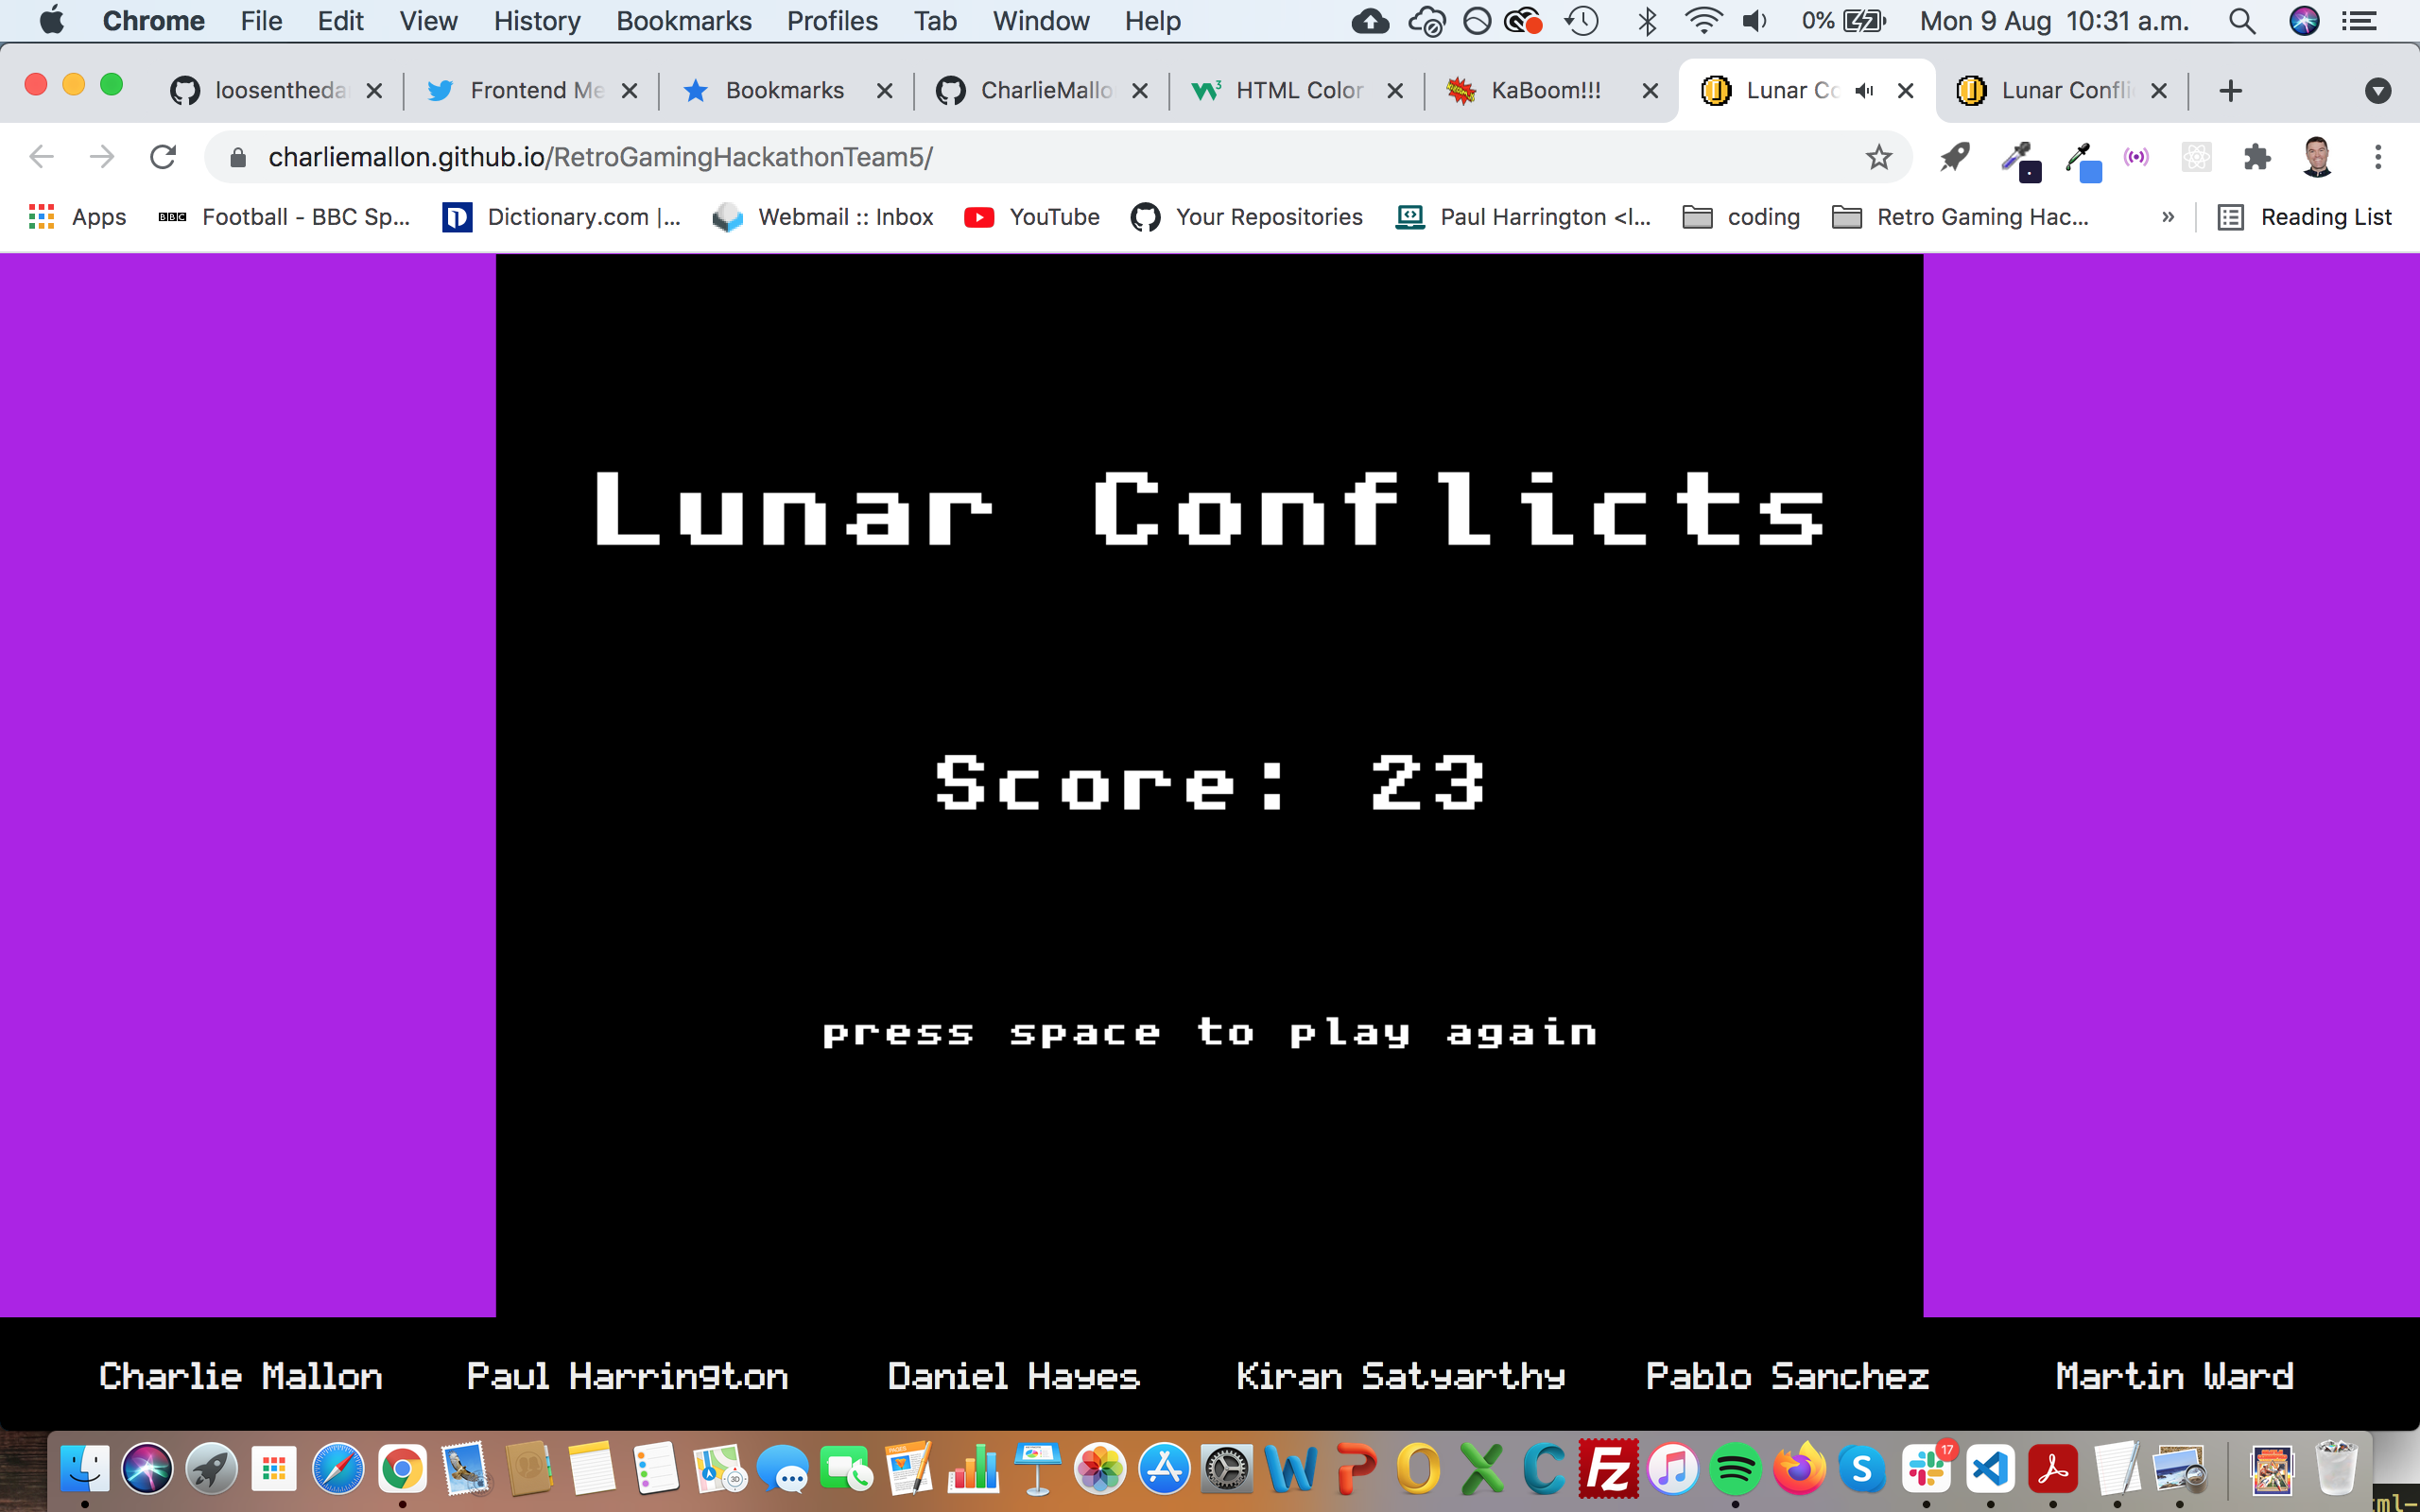 Chrome File Edit View History Bookmarks Profiles Tab Window Help 0% Mon 9 Aug 10:31 a.m.
loosentheda Frontend Me Bookmarks CharlieMallo HTML Color KaBoom!!! Lunar Co Lunar Confli
charliemallon.github.io/RetroGamingHackathonTeam5/
Apps BBC Football - BBC Sp... Dictionary.com |... Webmail :: Inbox YouTube Your Repositories Paul Harrington <l... coding Retro Gaming Hac... » Reading List
Lunar Conflicts
Score: 23
press space to play again
Charlie Mallon Paul Harrington Daniel Hayes Kiran Satyarthy Pablo Sanchez Martin Ward
17